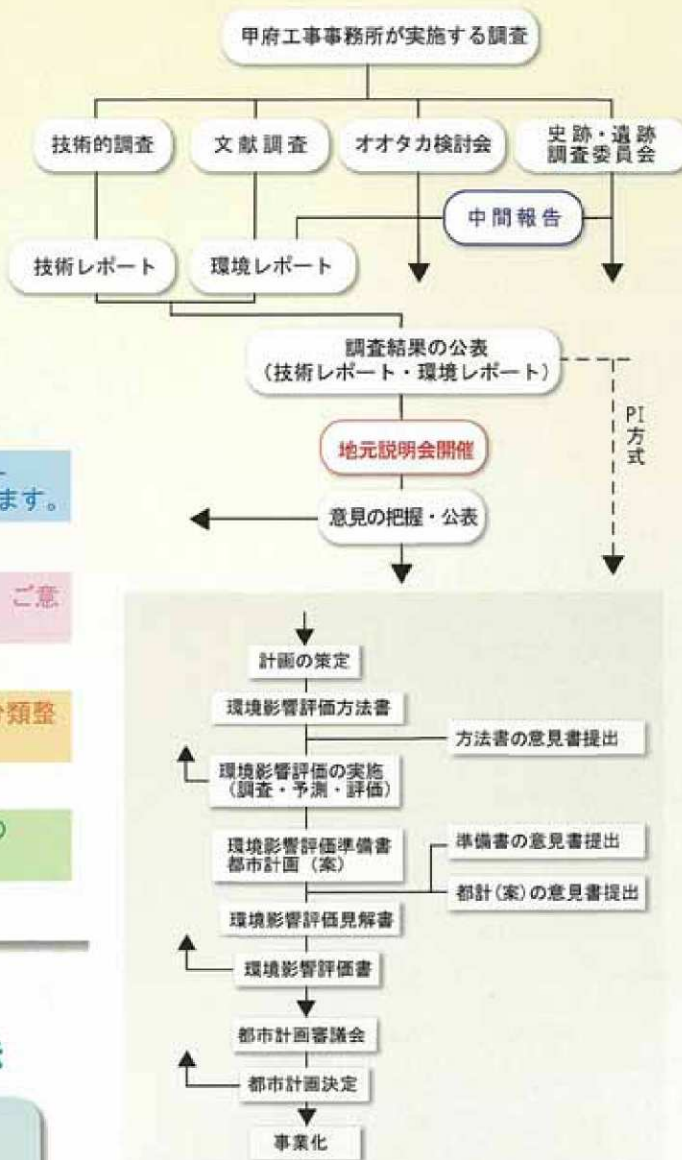 甲府工事事務所が実施する調査
技術的調査
文献調査
オオタカ検討会
史跡・遺跡
調査委員会
中間報告
技術レポート
環境レポート
調査結果の公表
(技術レポート・環境レポート)
PI方式
地元説明会開催
意見の把握・公表
ます。
ご意
類整
計画の策定
環境影響評価方法書
方法書の意見書提出
環境影響評価の実施
(調査・予測・評価)
環境影響評価準備書
都市計画(案)
準備書の意見書提出
都計(案)の意見書提出
環境影響評価見解書
環境影響評価書
都市計画審議会
都市計画決定
事業化